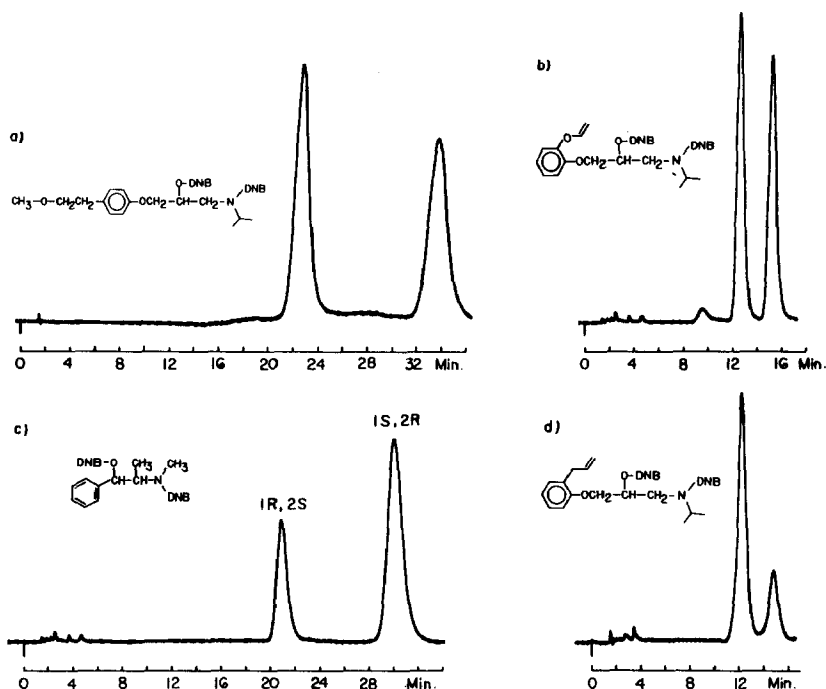 a)
O-DNB
DNB
CH₃-O-CH₂CH₂-
-OCH₂-CH-CH₂-N
0 4 8 12 16 20 24 28 32 Min.
b)
O
O-DNB
DNB
OCH₂-CH-CH₂-N
0 4 8 12 16 Min.
c)
DNB-O CH₃ CH₃
CH-CH-N
DNB
1R,2S
1S,2R
0 4 8 12 16 20 24 28 Min.
d)
O-DNB
DNB
OCH₂-CH-CH₂-N
0 4 8 12 16 Min.